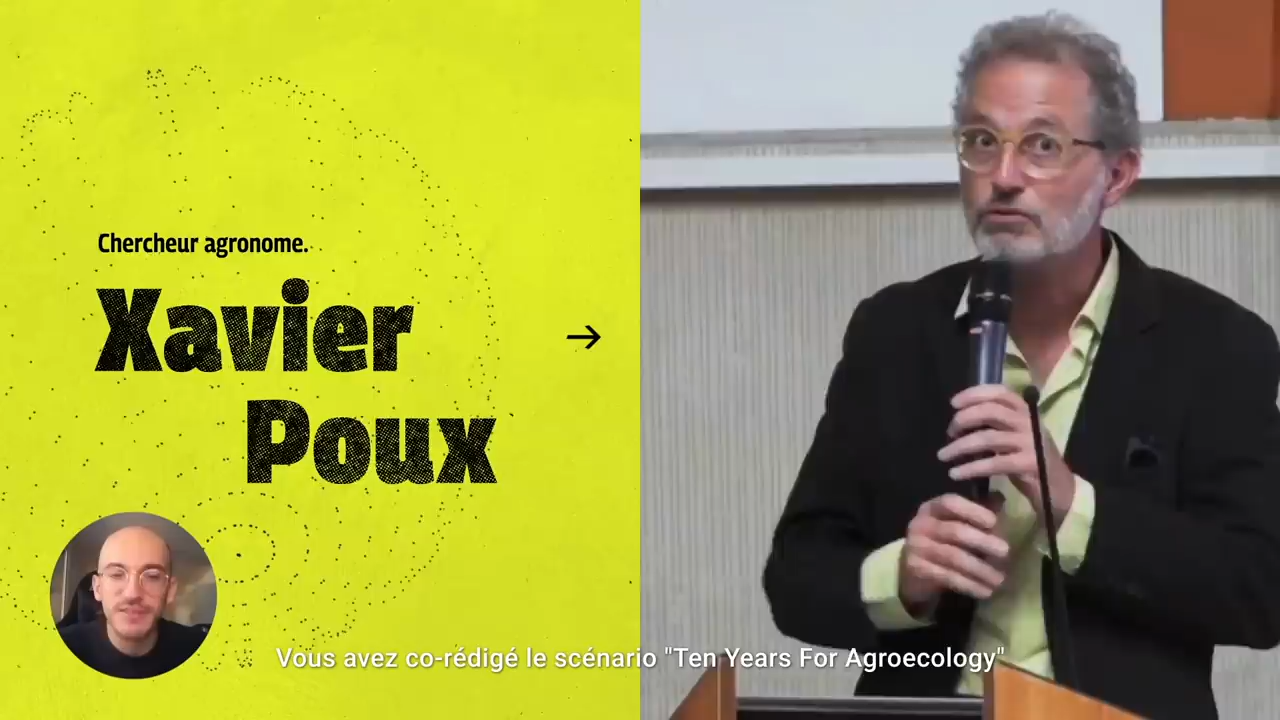 Chercheur agronome.
Xavier
Poux
Vous avez co-rédigé le scénario "Ten Years For Agroecology"